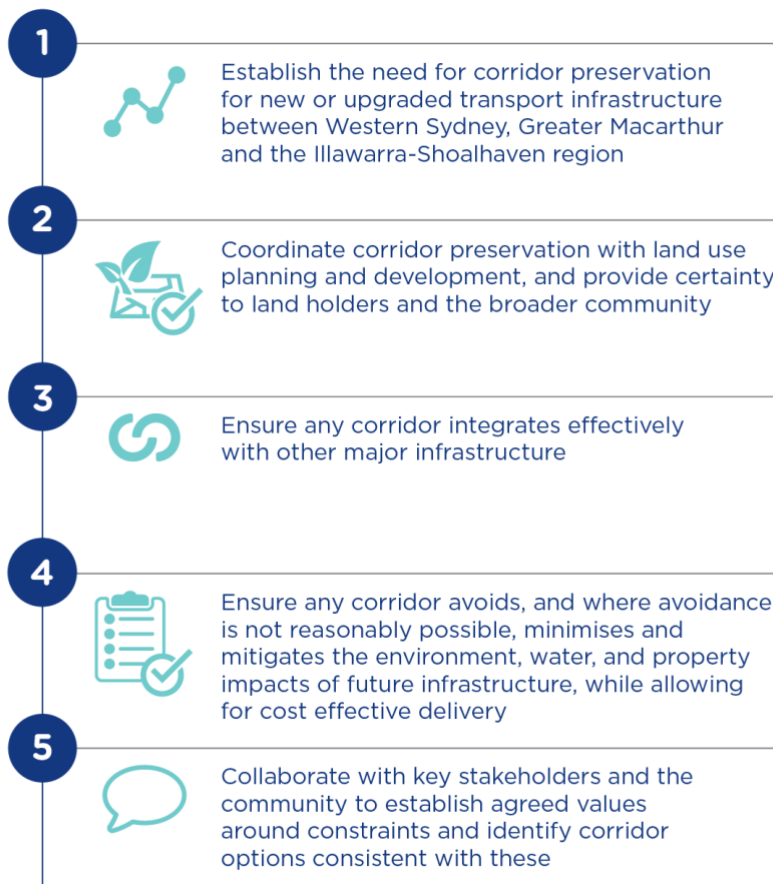 1
Establish the need for corridor preservation
for new or upgraded transport infrastructure
between Western Sydney, Greater Macarthur
and the Illawarra-Shoalhaven region
2
Coordinate corridor preservation with land use
planning and development, and provide certainty
to land holders and the broader community
3
Ensure any corridor integrates effectively
with other major infrastructure
4
Ensure any corridor avoids, and where avoidance
is not reasonably possible, minimises and
mitigates the environment, water, and property
impacts of future infrastructure, while allowing
for cost effective delivery
5
Collaborate with key stakeholders and the
community to establish agreed values
around constraints and identify corridor
options consistent with these